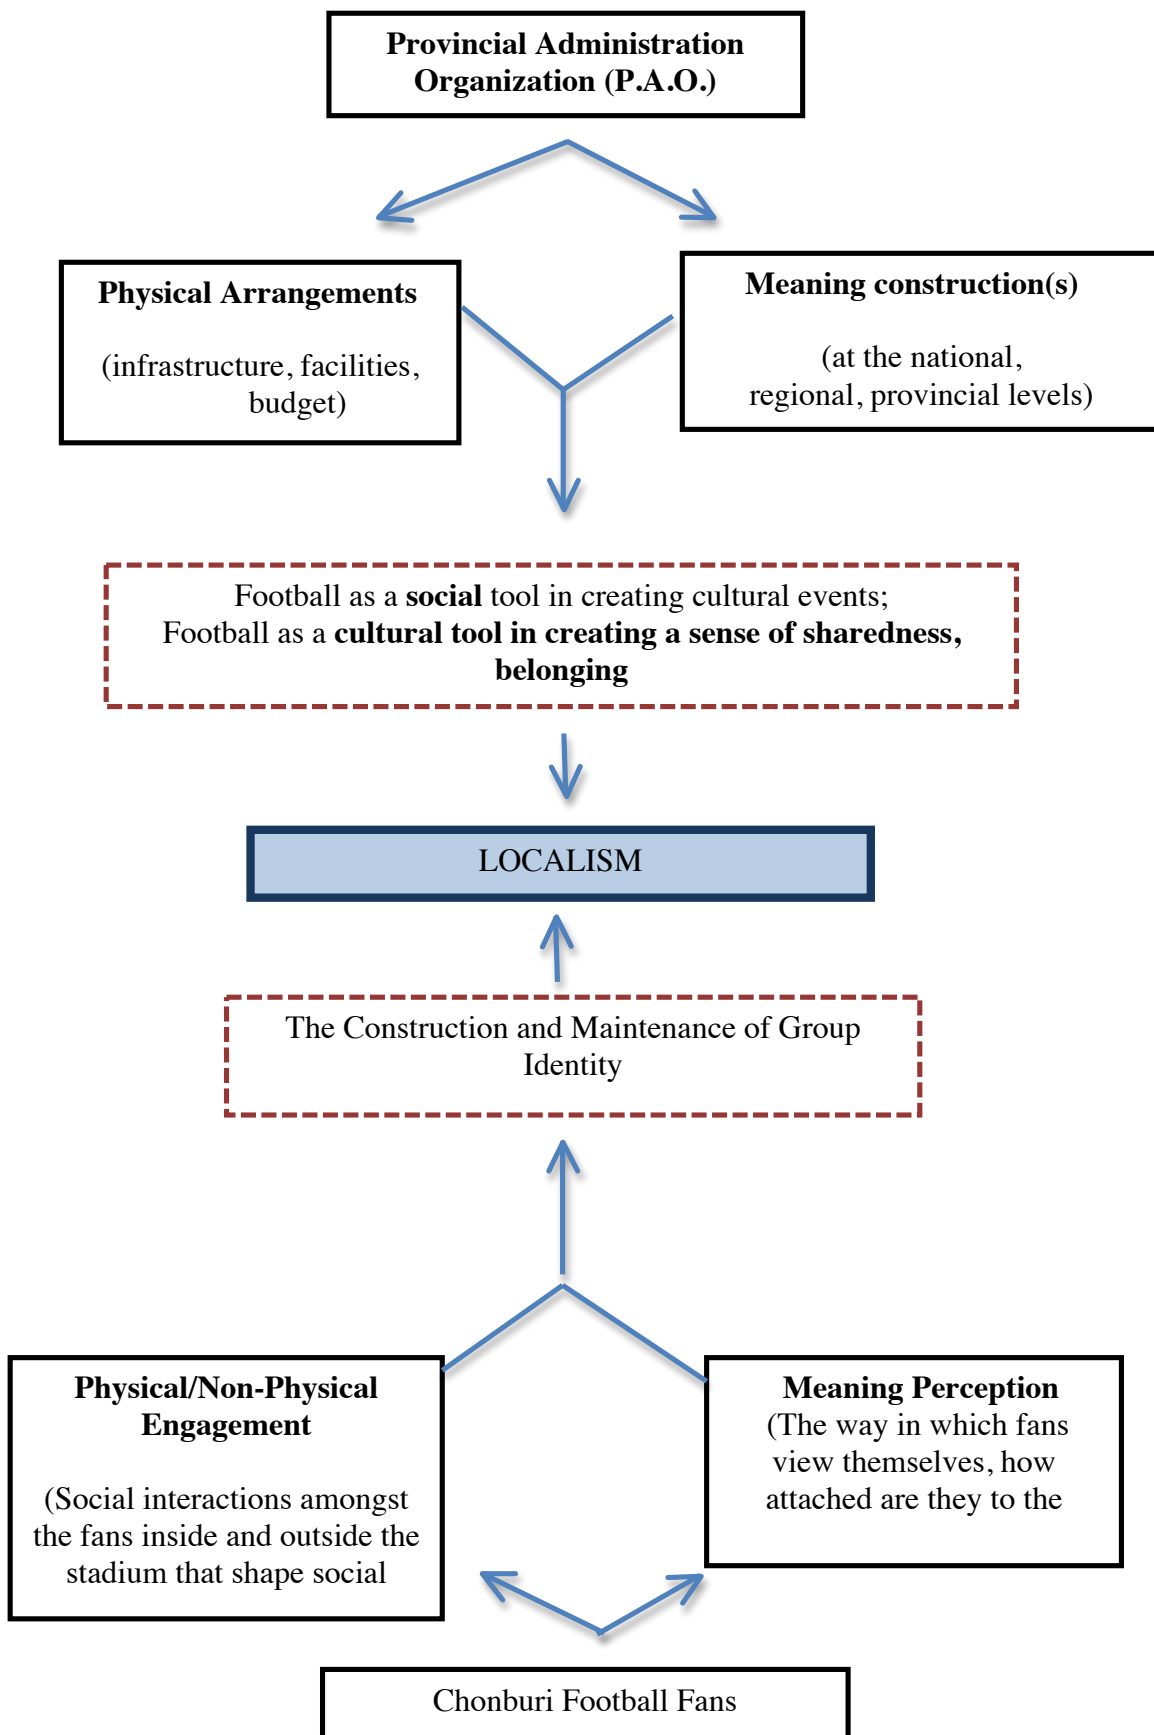 Provincial Administration
Organization (P.A.O.)
Physical Arrangements
(infrastructure, facilities,
budget)
Meaning construction(s)
(at the national,
regional, provincial levels)
Football as a social tool in creating cultural events;
Football as a cultural tool in creating a sense of sharedness,
belonging
LOCALISM
The Construction and Maintenance of Group
Identity
Physical/Non-Physical
Engagement
(Social interactions amongst
the fans inside and outside the
stadium that shape social
Meaning Perception
(The way in which fans
view themselves, how
attached are they to the
Chonburi Football Fans